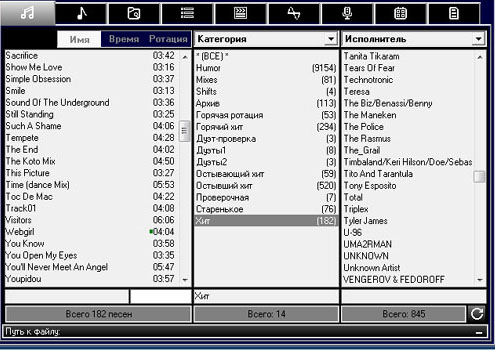 Имя Время Ротация Категория Исполнитель
Sacrifice 03:42
Show Me Love 03:16
Simple Obsession 03:37
Smile 03:13
Sound Of The Underground 03:36
Still Standing 03:25
Such A Shame 04:06
Tempete 04:28
The End 04:02
The Koto Mix 04:50
This Picture 03:27
Time (dance Mix) 05:53
Toc De Mac 04:22
Track01 04:08
Visitors 06:06
Webgirl 04:04
You Know 03:58
You Open My Eyes 03:35
You'll Never Meet An Angel 05:47
Youpidou 03:57
* (ВСЕ) *
Humor (9154)
Mixes (81)
Shifts (4)
Архив (113)
Горячая ротация (53)
Горячий хит (294)
Дуэт-проверка (3)
Дуэты1 (8)
Дуэты2 (3)
Остывающий хит (59)
Остывший хит (520)
Проверочная (7)
Старенькое (76)
Хит (182)
Tanita Tikaram
Tears Of Fear
Technotronic
Teresa
The Biz/Benassi/Benny
The Maneken
The Police
The Rasmus
The_Grail
Timbaland/Keri Hilson/Doe/Sebas
Tito And Tarantula
Tony Esposito
Total
Triplex
Tyler James
U-96
UMA2RMAN
UNKNOWN
Unknown Artist
VENGEROV & FEDOROFF
Хит
Всего 182 песен Всего: 14 Всего: 845
Путь к файлу: